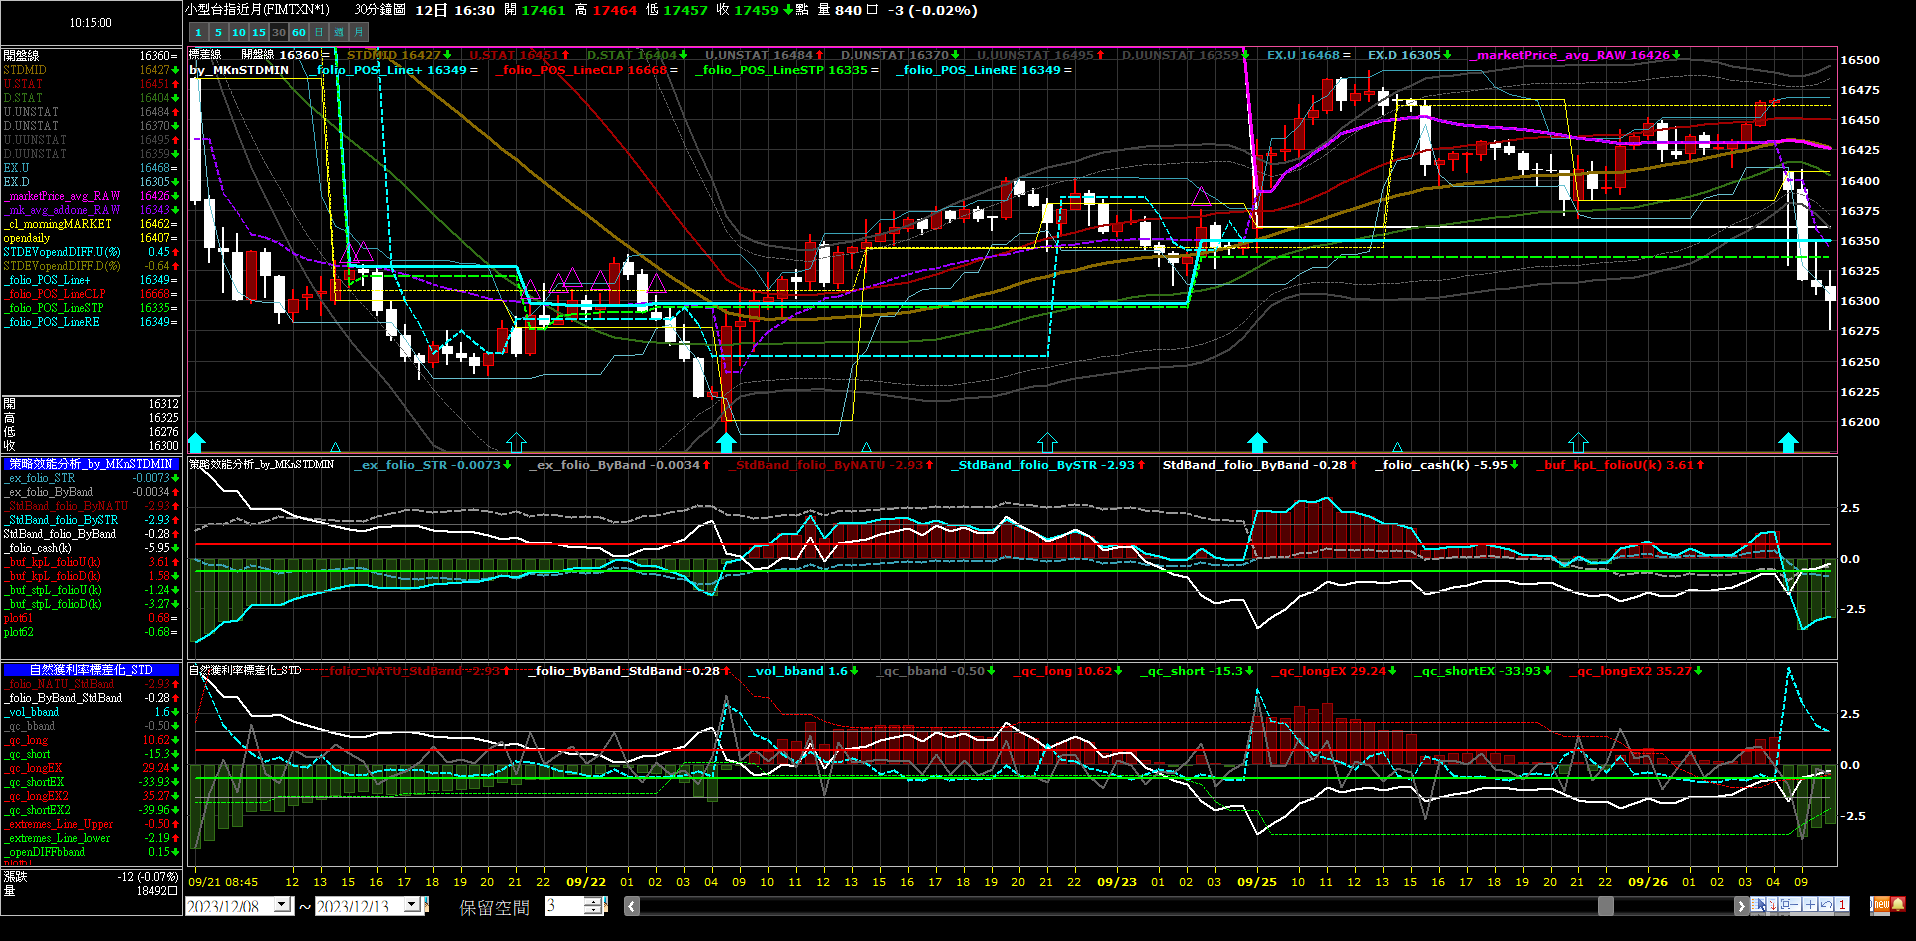 小型台指近月(FIMTXN*1) 30分鐘圖 12日 16:30 開 17461 高 17464 低 17457 收 17459 點 量 840 口 -3 (-0.02%)
10:15:00
1 5 10 15 30 60 日 週 月
標差線 開盤線 16360 = STDMID 16427 U.STAT 16451 D.STAT 16404 U.UNSTAT 16484 D.UNSTAT 16370 U.UUNSTAT 16495 D.UUNSTAT 16359 EX.U 16468 = EX.D 16305 _marketPrice_avg_RAW 16426
by_MKnSTDMIN _folio_POS_Line+ 16349 = _folio_POS_LineCLP 16668 = _folio_POS_LineSTP 16335 = _folio_POS_LineRE 16349 =
開盤線 16360=
STDMID 16427
U.STAT 16451
D.STAT 16404
U.UNSTAT 16484
D.UNSTAT 16370
U.UUNSTAT 16495
D.UUNSTAT 16359
EX.U 16468=
EX.D 16305
_marketPrice_avg_RAW 16426
_mk_avg_addons_RAW 16343
_cl_morningMARKET 16462=
opendaily 16407=
STDEVopendDIFF.U(%) 0.45
STDEVopendDIFF.D(%) -0.64
_folio_POS_Line+ 16349=
_folio_POS_LineCLP 16668=
_folio_POS_LineSTP 16335=
_folio_POS_LineRE 16349=
開 16312
高 16325
低 16276
收 16300
16500
16475
16450
16425
16400
16375
16350
16325
16300
16275
16250
16225
16200
策略效能分析_by_MKnSTDMIN
_ex_folio_STR -0.0073
_ex_folio_ByBand -0.0034
_StdBand_folio_ByNATU -2.93
_StdBand_folio_BySTR -2.93
StdBand_folio_ByBand -0.28
_folio_cash(k) -5.95
_buf_kpL_folioU(k) 3.61
_buf_kpL_folioD(k) 1.58
_buf_stpL_folioU(k) -1.24
_buf_stpL_folioD(k) -3.27
plot61 0.68=
plot62 -0.68=
策略效能分析_by_MKnSTDMIN _ex_folio_STR -0.0073 _ex_folio_ByBand -0.0034 _StdBand_folio_ByNATU -2.93 _StdBand_folio_BySTR -2.93 StdBand_folio_ByBand -0.28 _folio_cash(k) -5.95 _buf_kpL_folioU(k) 3.61
2.5
0.0
-2.5
自然獲利率標差化_STD
_folio_NATU_StdBand -2.93
_folio_ByBand_StdBand -0.28
_vol_bband 1.6
_qc_bband -0.50
_qc_long 10.62
_qc_short -15.3
_qc_longEX 29.24
_qc_shortEX -33.93
_qc_longEX2 35.27
_qc_shortEX2 -39.96
_extremes_Line_Upper -0.50
_extremes_Line_lower -2.19
_openDIFFbband 0.15
自然獲利率標差化_STD _folio_NATU_StdBand -2.93 _folio_ByBand_StdBand -0.28 _vol_bband 1.6 _qc_bband -0.50 _qc_long 10.62 _qc_short -15.3 _qc_longEX 29.24 _qc_shortEX -33.93 _qc_longEX2 35.27
2.5
0.0
-2.5
漲跌 -12 (-0.07%)
量 18492口
09/21 08:45 12 13 15 16 17 18 19 20 21 22 09/22 01 02 03 04 09 10 11 12 13 15 16 17 18 19 20 21 22 09/23 01 02 03 09/25 10 11 12 13 15 16 17 18 19 20 21 22 09/26 01 02 03 04 09
2023/12/08 ~ 2023/12/13 保留空間 3
1 new